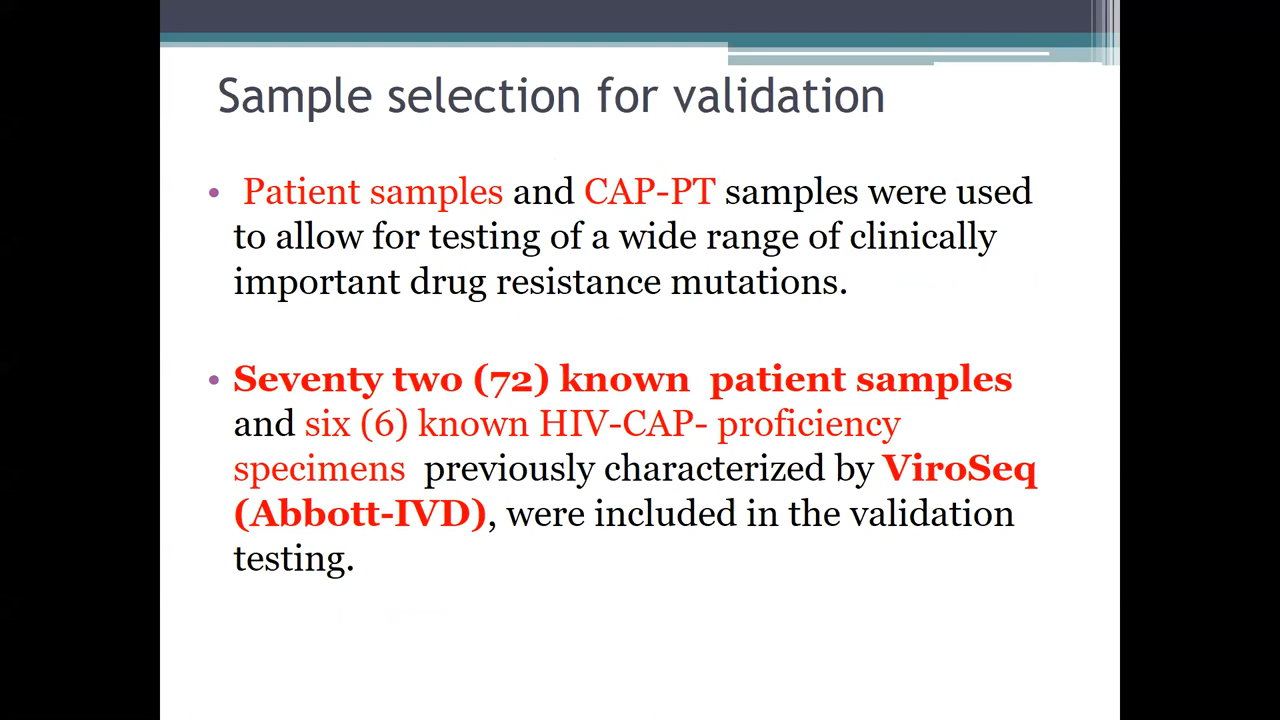 Sample selection for validation
• Patient samples and CAP-PT samples were used
to allow for testing of a wide range of clinically
important drug resistance mutations.
• Seventy two (72) known patient samples
and six (6) known HIV-CAP- proficiency
specimens previously characterized by ViroSeq
(Abbott-IVD), were included in the validation
testing.